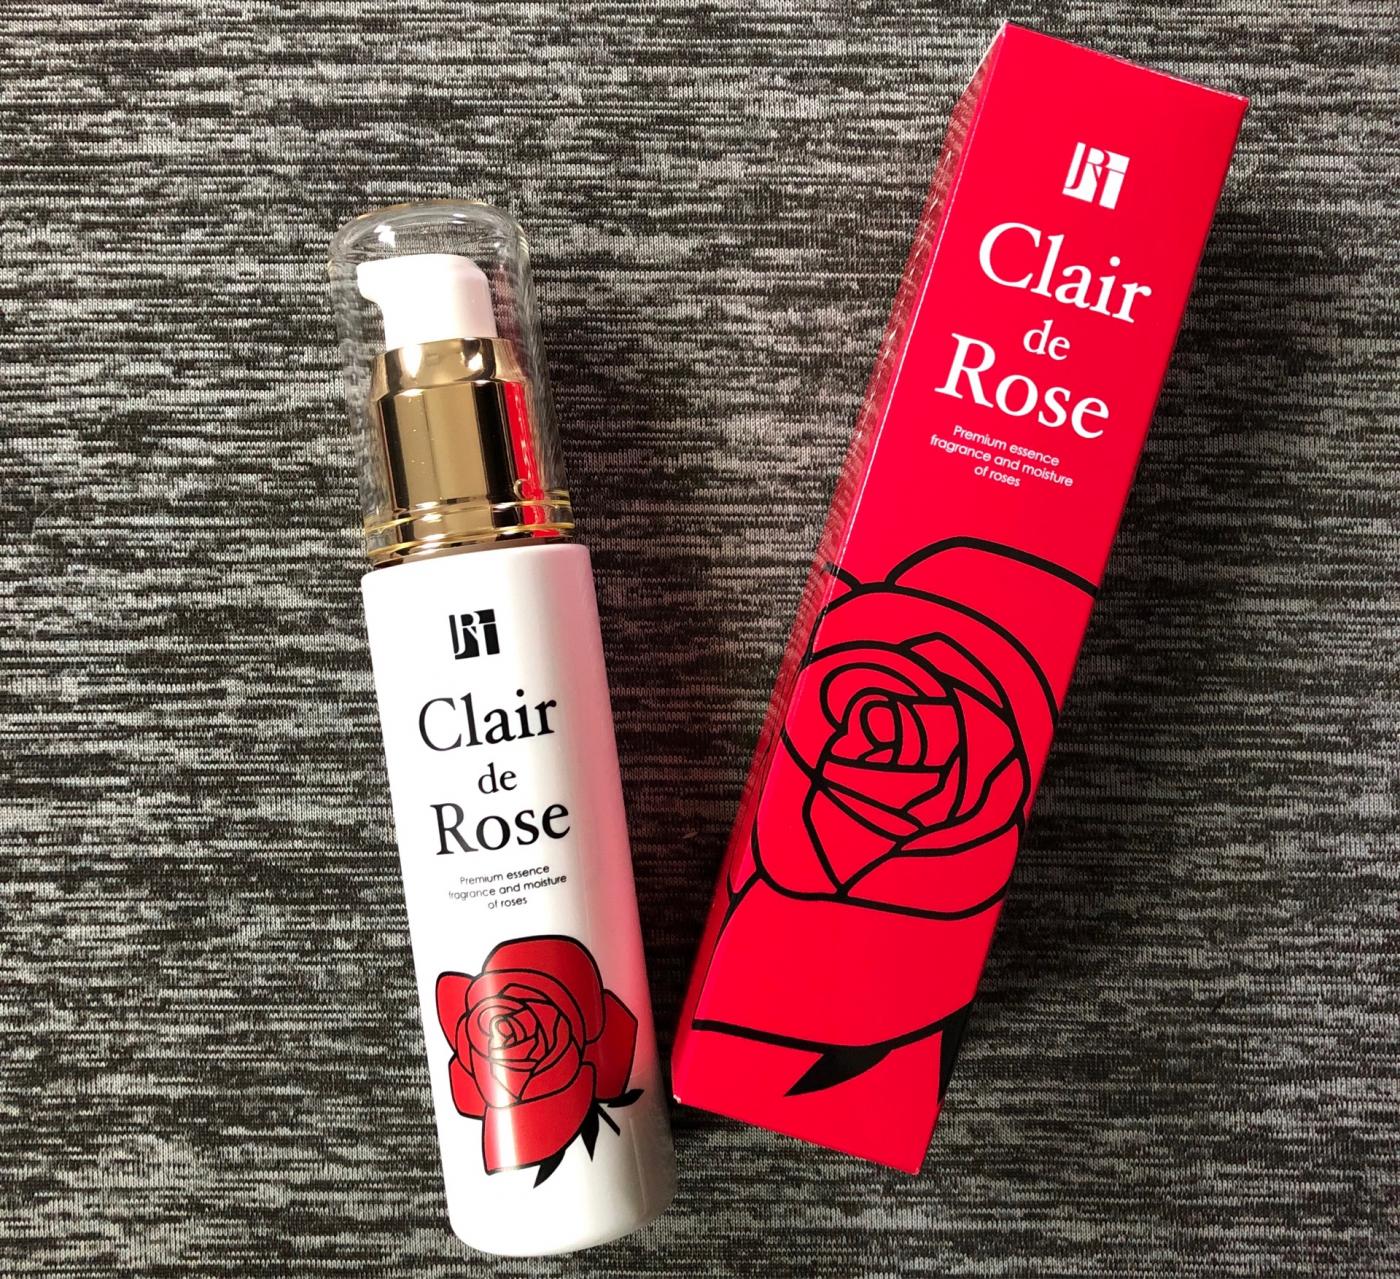 Clair
de
Rose
Premium essence
fragrance and moisture
of roses
Clair
de
Rose
Premium essence
fragrance and moisture
of roses